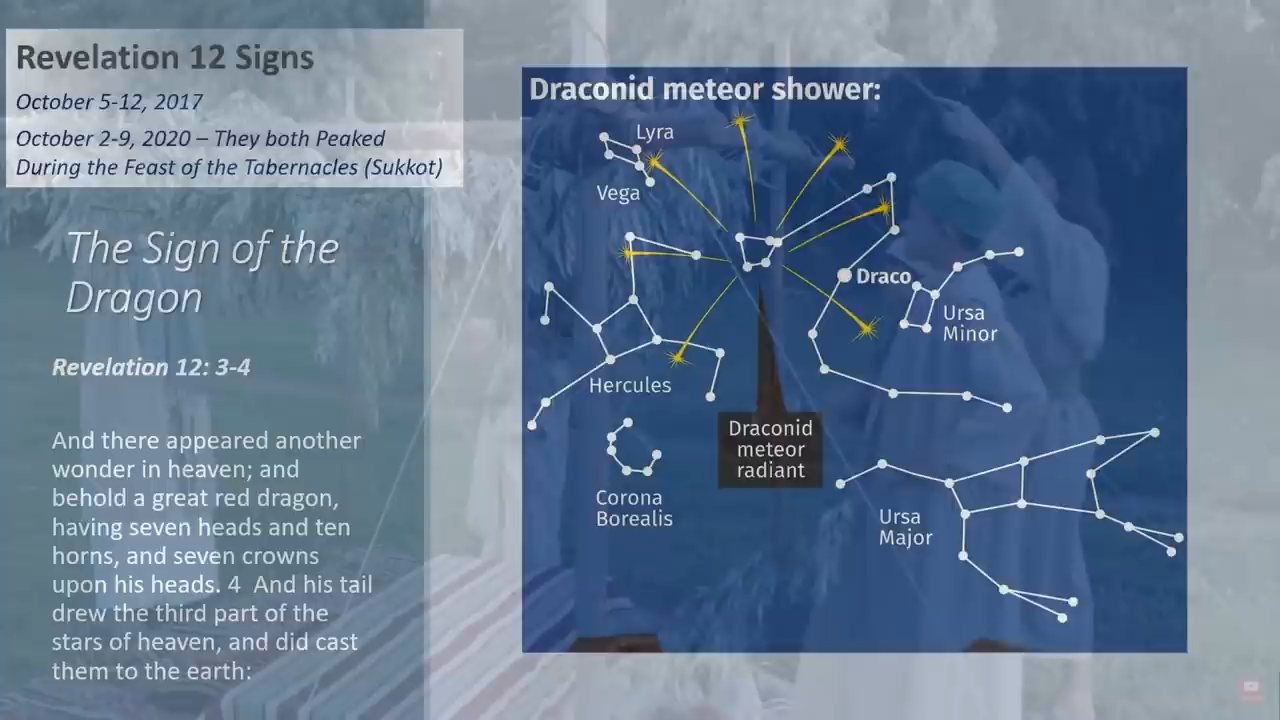 Revelation 12 Signs
October 5-12, 2017
October 2-9, 2020 – They both Peaked
During the Feast of the Tabernacles (Sukkot)
The Sign of the
Dragon
Revelation 12: 3-4
And there appeared another
wonder in heaven; and
behold a great red dragon,
having seven heads and ten
horns, and seven crowns
upon his heads. 4 And his tail
drew the third part of the
stars of heaven, and did cast
them to the earth:
Draconid meteor shower:
Lyra
Vega
Draco
Ursa
Minor
Hercules
Draconid
meteor
radiant
Corona
Borealis
Ursa
Major